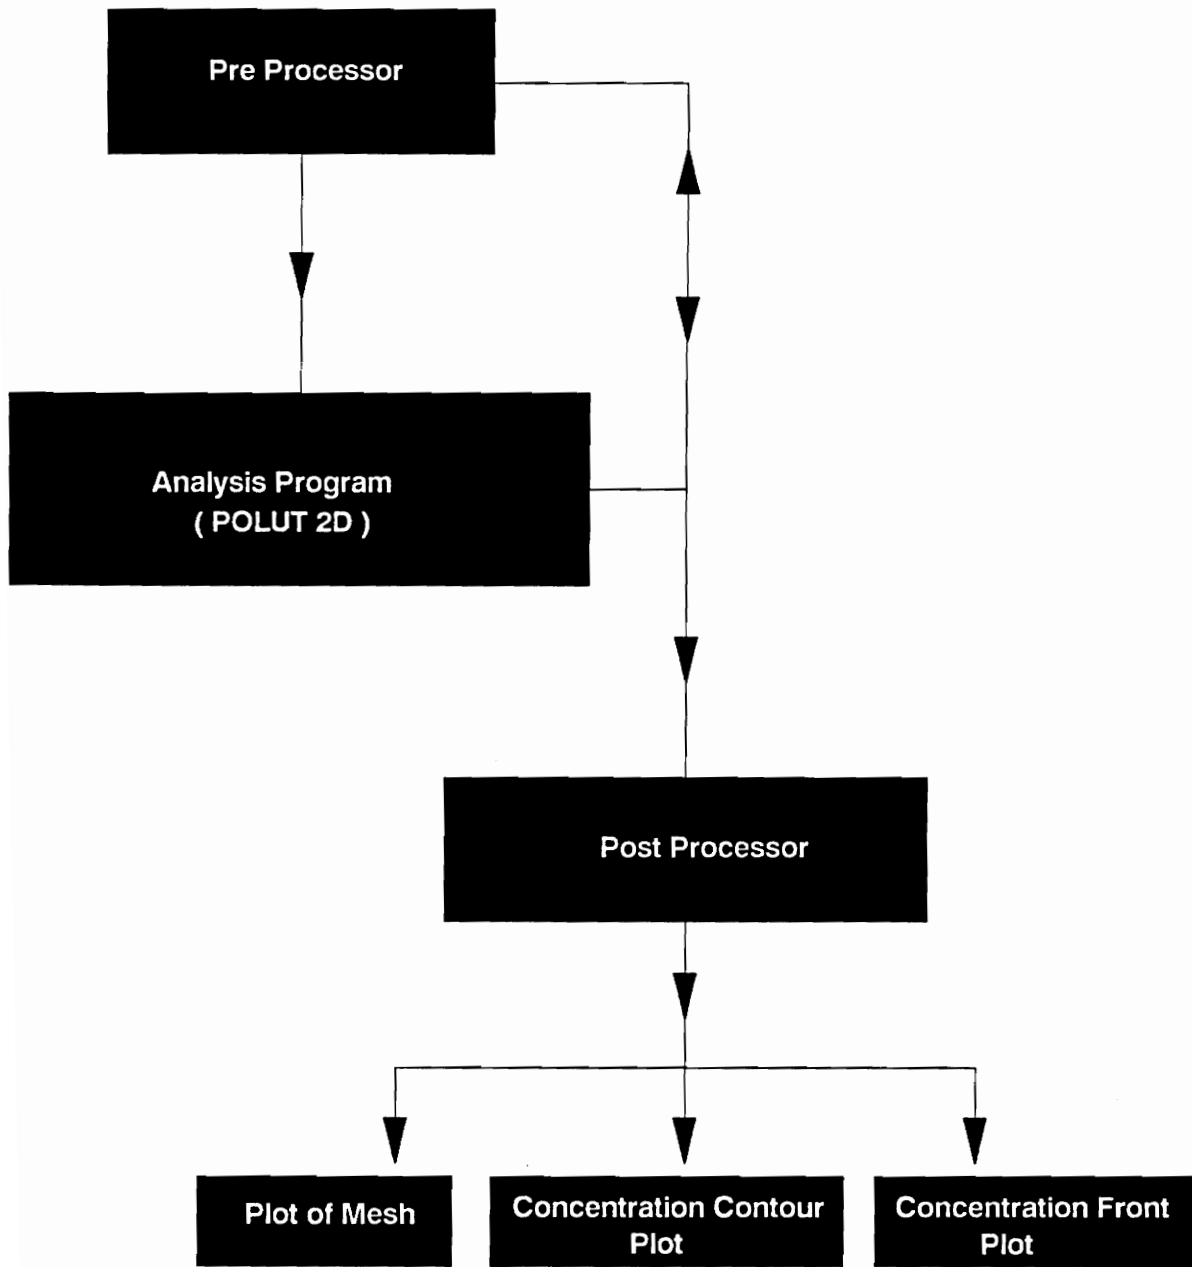 Pre Processor
Analysis Program
( POLUT 2D )
Post Processor
Plot of Mesh
Concentration Contour
Plot
Concentration Front
Plot